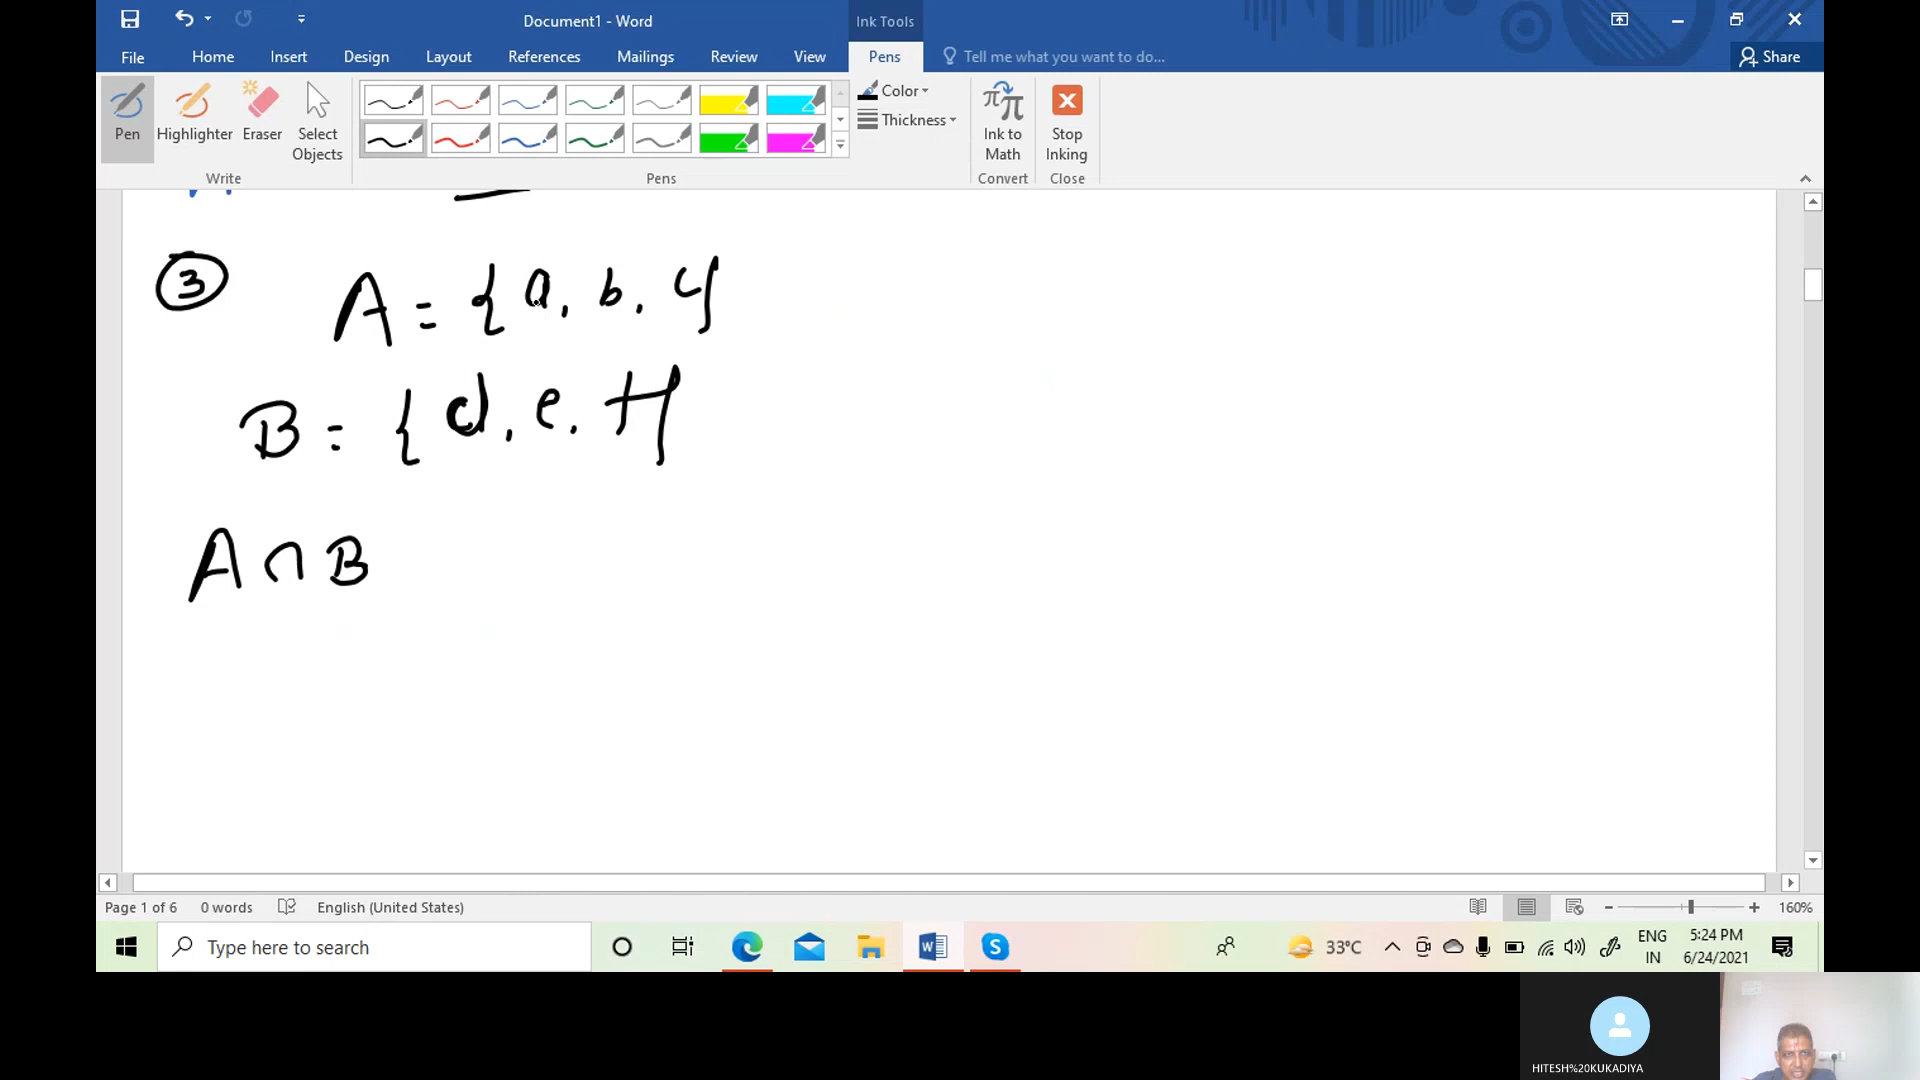 Document1 - Word
Ink Tools
File Home Insert Design Layout References Mailings Review View Pens Tell me what you want to do... Share
Pen Highlighter Eraser Select Objects
Color
Thickness
Ink to Math
Stop Inking
Write Pens Convert Close
3 A = {a, b, c}
B = {d, e, f}
A ∩ B
Page 1 of 6 0 words English (United States) 160%
Type here to search
33°C
ENG
IN
5:24 PM
6/24/2021
HITESH%20KUKADIYA